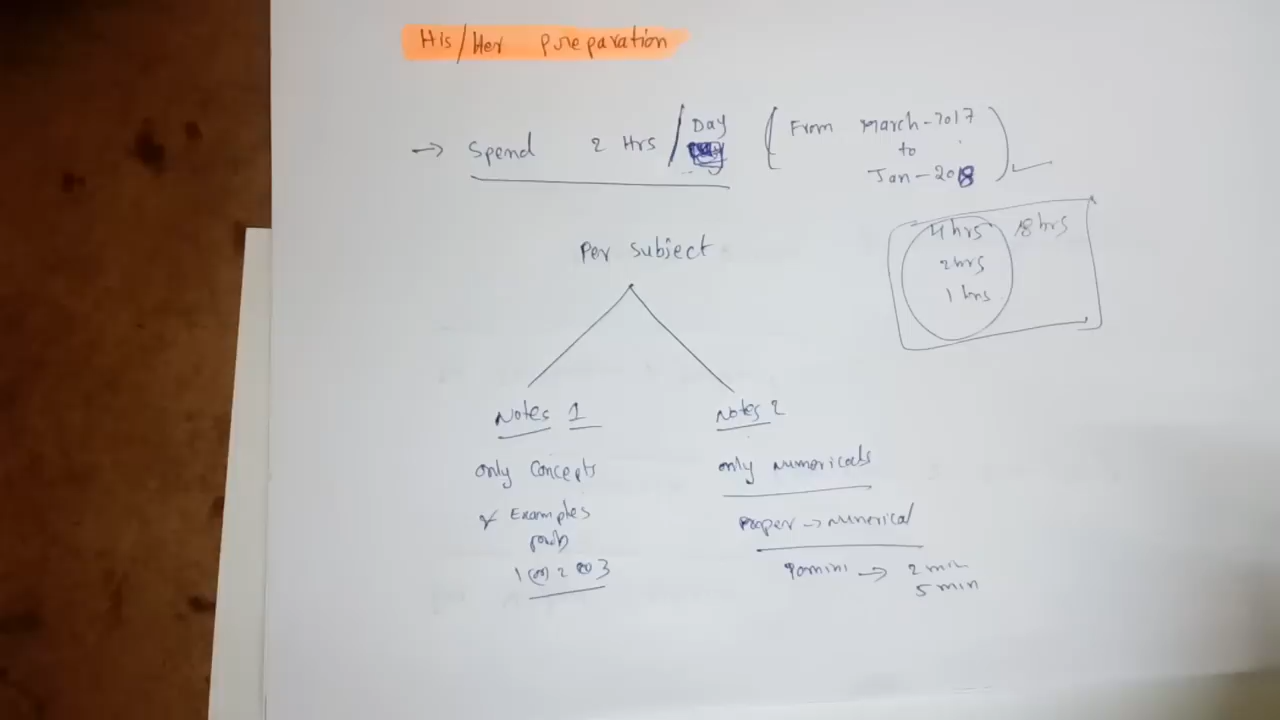 His/Her preparation
→ Spend 2 Hrs / Day (From March-2017
to
Jan-2018)
Per subject
4 hrs 18 hrs
2 hrs
1 hrs
Notes 1
only concepts
& Examples
1 (or) 2 (or) 3
Notes 2
only numericals
Proper → numerical
→ 2 min
5 min